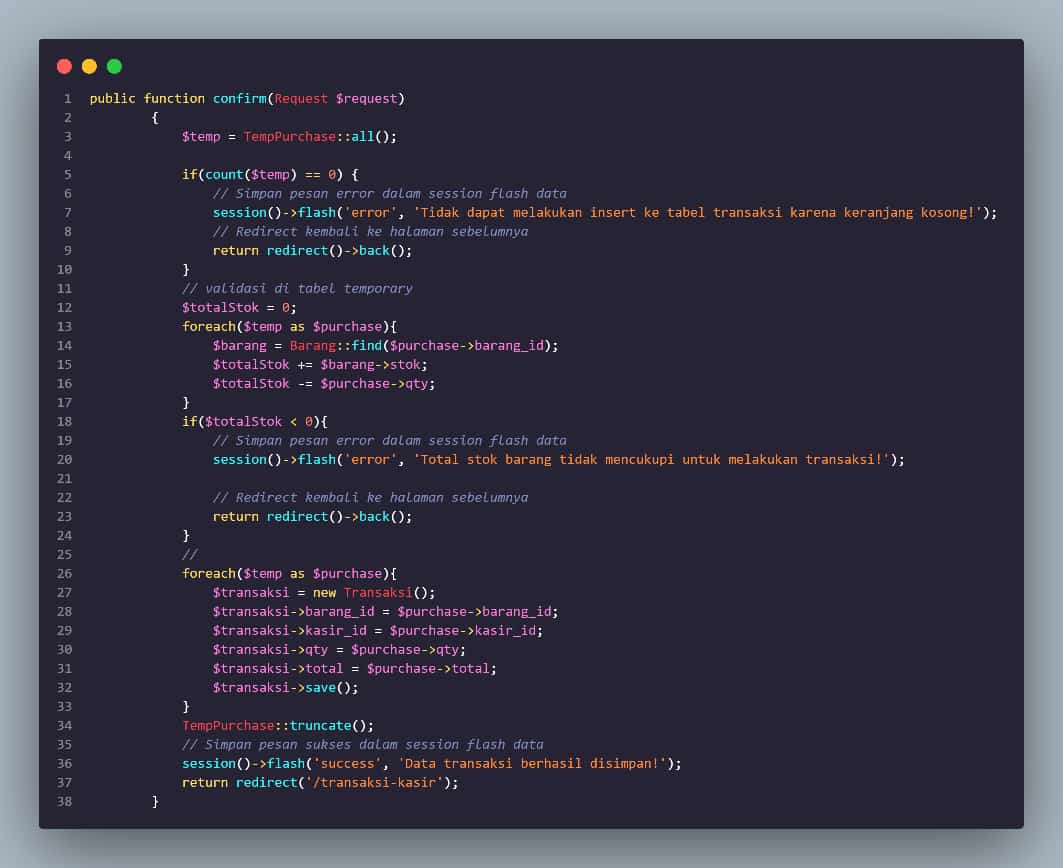 1 public function confirm(Request $request)
2 {
3 $temp = TempPurchase::all();
4
5 if(count($temp) == 0) {
6 // Simpan pesan error dalam session flash data
7 session()->flash('error', 'Tidak dapat melakukan insert ke tabel transaksi karena keranjang kosong!');
8 // Redirect kembali ke halaman sebelumnya
9 return redirect()->back();
10 }
11 // validasi di tabel temporary
12 $totalStok = 0;
13 foreach($temp as $purchase){
14 $barang = Barang::find($purchase->barang_id);
15 $totalStok += $barang->stok;
16 $totalStok -= $purchase->qty;
17 }
18 if($totalStok < 0){
19 // Simpan pesan error dalam session flash data
20 session()->flash('error', 'Total stok barang tidak mencukupi untuk melakukan transaksi!');
21
22 // Redirect kembali ke halaman sebelumnya
23 return redirect()->back();
24 }
25 //
26 foreach($temp as $purchase){
27 $transaksi = new Transaksi();
28 $transaksi->barang_id = $purchase->barang_id;
29 $transaksi->kasir_id = $purchase->kasir_id;
30 $transaksi->qty = $purchase->qty;
31 $transaksi->total = $purchase->total;
32 $transaksi->save();
33 }
34 TempPurchase::truncate();
35 // Simpan pesan sukses dalam session flash data
36 session()->flash('success', 'Data transaksi berhasil disimpan!');
37 return redirect('/transaksi-kasir');
38 }